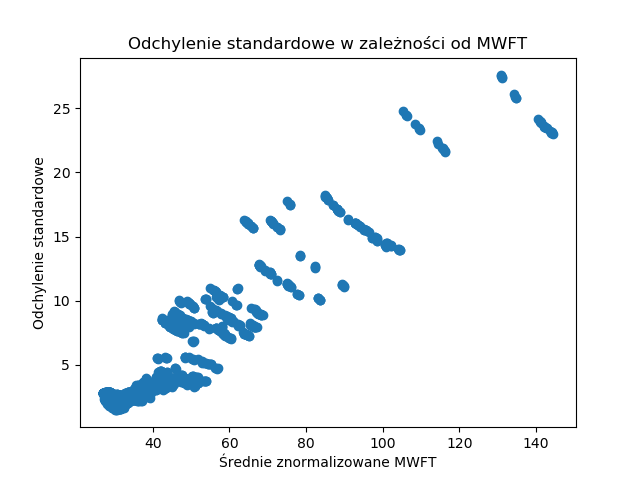 Odchylenie standardowe w zależności od MWFT
25
20
15
10
5
Odchylenie standardowe
40 60 80 100 120 140
Średnie znormalizowane MWFT